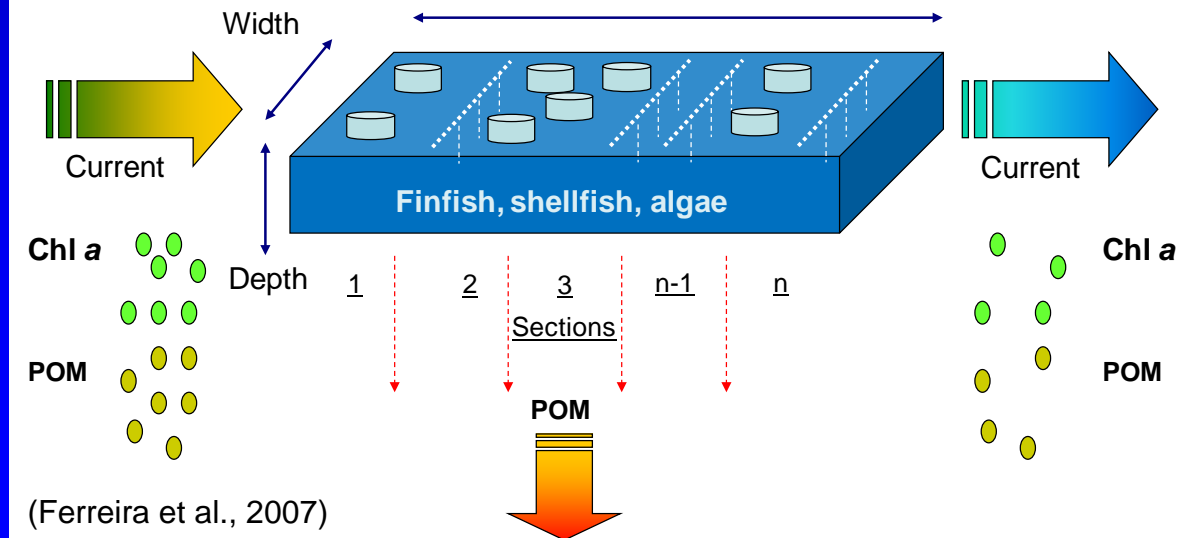 Width
Current
Current
Finfish, shellfish, algae
Chl a
Chl a
Depth
1 2 3 n-1 n
Sections
POM
POM
POM
(Ferreira et al., 2007)